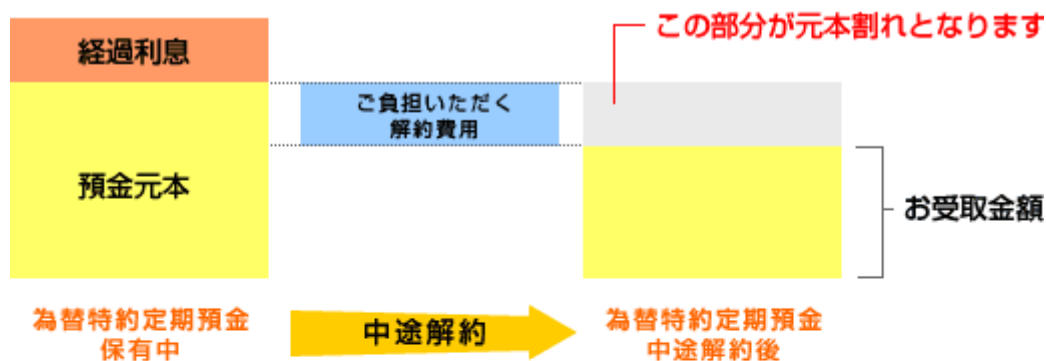 この部分が元本割れとなります
経過利息
ご負担いただく
解約費用
預金元本
お受取金額
為替特約定期預金
保有中
中途解約
為替特約定期預金
中途解約後